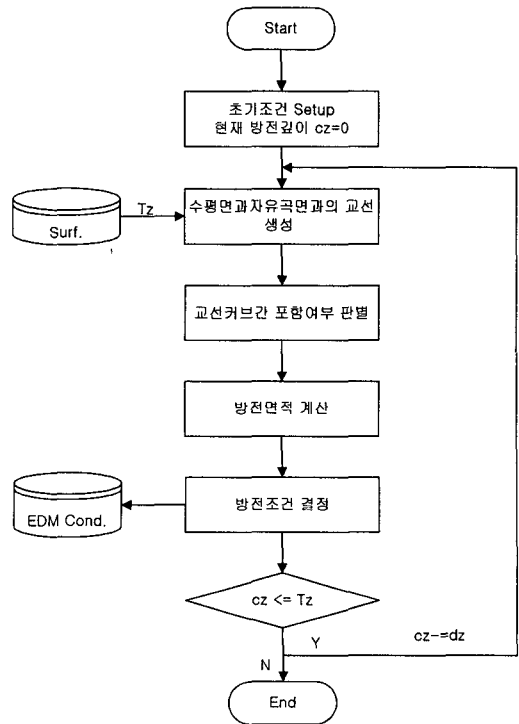 Start
초기조건 Setup
현재 방전깊이 cz=0
Tz
Surf.
수평면과자유곡면과의 교선
생성
교선커브간 포함여부 판별
방전면적 계산
방전조건 결정
EDM Cond.
cz <= Tz
Y
cz-=dz
N
End